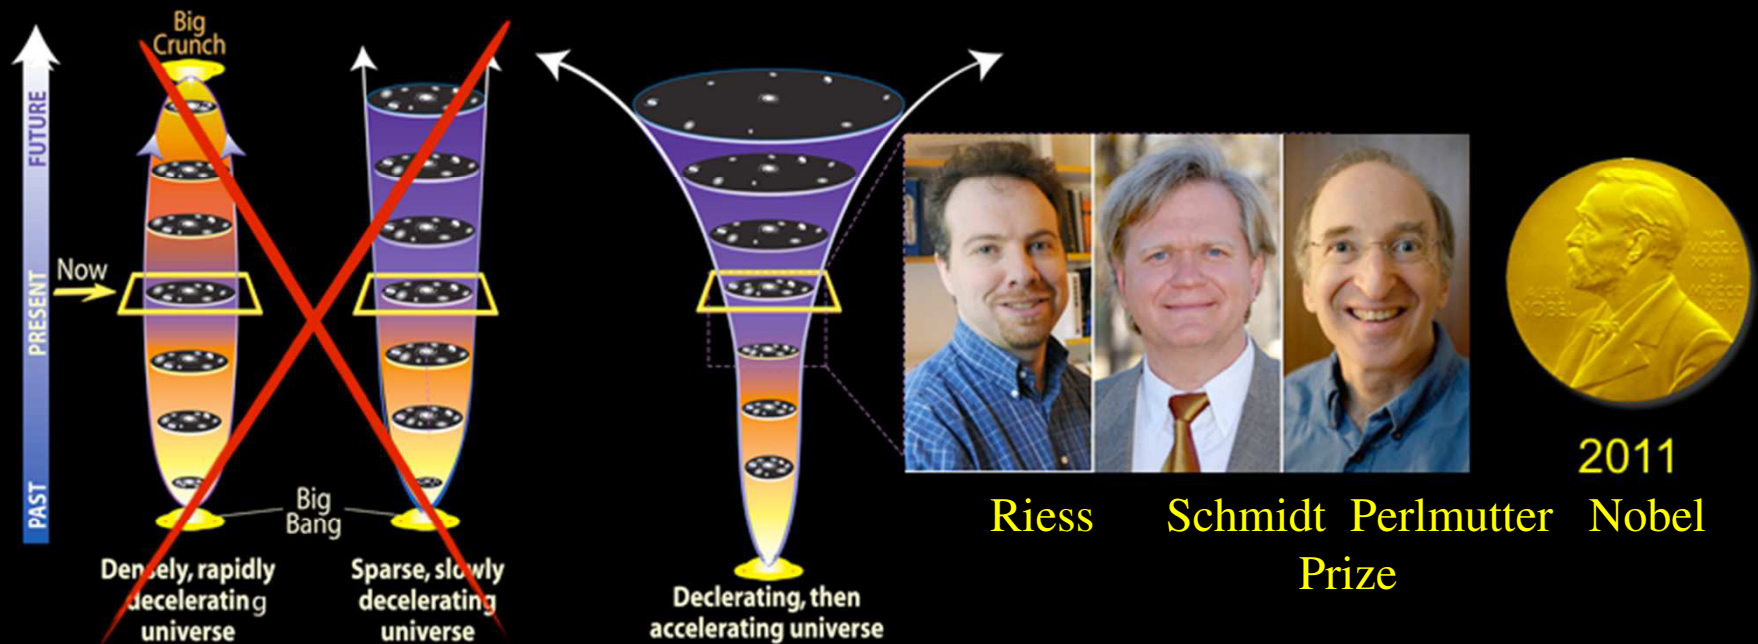 Big
Crunch
FUTURE
Now
PRESENT
PAST
Big
Bang
Densely, rapidly
decelerating
universe
Sparse, slowly
decelerating
universe
Declerating, then
accelerating universe
NOBEL
2011
Riess Schmidt Perlmutter Nobel
Prize